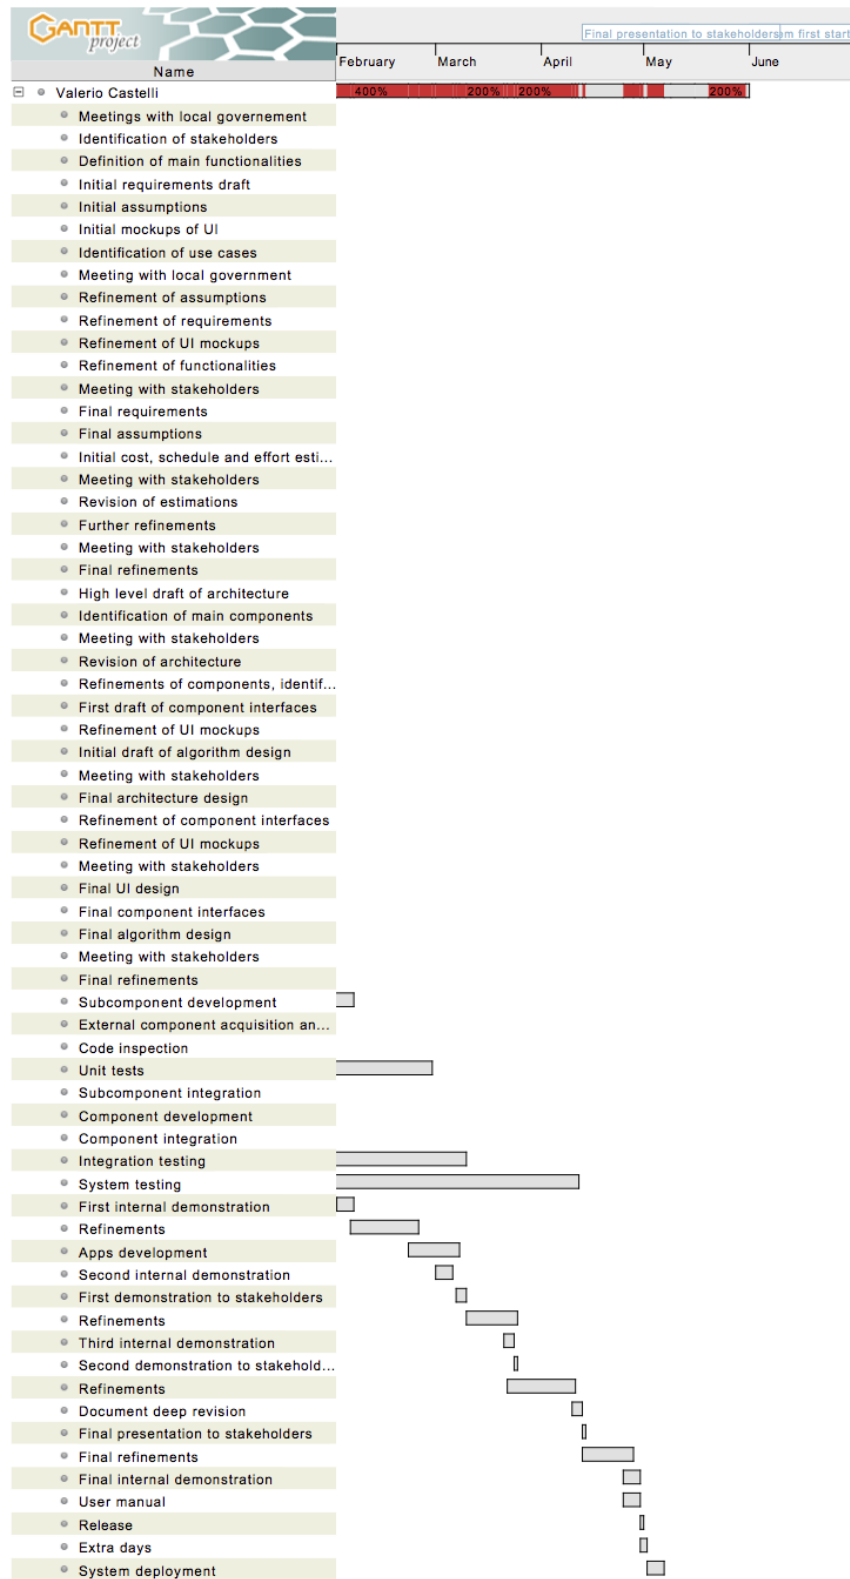 GANTT
project
Final presentation to stakeholders
m first start
Name
February
March
April
May
June
Valerio Castelli
400%
200%
200%
200%
Meetings with local governement
Identification of stakeholders
Definition of main functionalities
Initial requirements draft
Initial assumptions
Initial mockups of UI
Identification of use cases
Meeting with local government
Refinement of assumptions
Refinement of requirements
Refinement of UI mockups
Refinement of functionalities
Meeting with stakeholders
Final requirements
Final assumptions
Initial cost, schedule and effort esti...
Meeting with stakeholders
Revision of estimations
Further refinements
Meeting with stakeholders
Final refinements
High level draft of architecture
Identification of main components
Meeting with stakeholders
Revision of architecture
Refinements of components, identif...
First draft of component interfaces
Refinement of UI mockups
Initial draft of algorithm design
Meeting with stakeholders
Final architecture design
Refinement of component interfaces
Refinement of UI mockups
Meeting with stakeholders
Final UI design
Final component interfaces
Final algorithm design
Meeting with stakeholders
Final refinements
Subcomponent development
External component acquisition an...
Code inspection
Unit tests
Subcomponent integration
Component development
Component integration
Integration testing
System testing
First internal demonstration
Refinements
Apps development
Second internal demonstration
First demonstration to stakeholders
Refinements
Third internal demonstration
Second demonstration to stakehold...
Refinements
Document deep revision
Final presentation to stakeholders
Final refinements
Final internal demonstration
User manual
Release
Extra days
System deployment